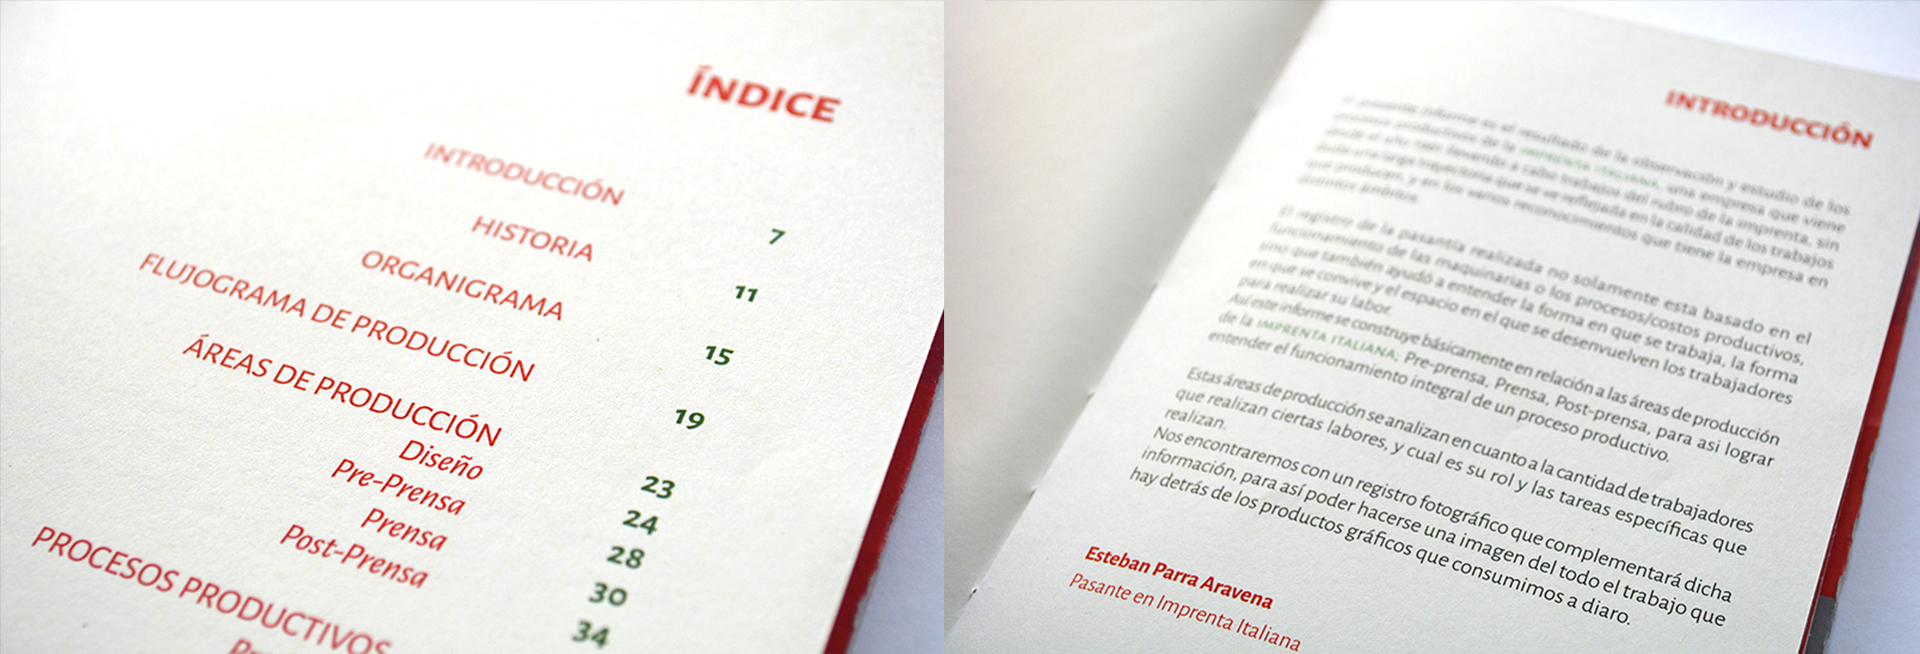 ÍNDICE
INTRODUCCIÓN 7
HISTORIA 11
ORGANIGRAMA 15
FLUJOGRAMA DE PRODUCCIÓN 19
ÁREAS DE PRODUCCIÓN 23
Diseño 24
Pre-Prensa 28
Prensa 30
Post-Prensa 34
PROCESOS PRODUCTIVOS
INTRODUCCIÓN
El presente informe es el resultado de la observación y estudio de los
procesos productivos de la IMPRENTA ITALIANA, una empresa que viene
desde el año llevando a cabo trabajos del rubro de la imprenta, sin
duda una larga trayectoria que se ve reflejada en la calidad de los trabajos
que producen, y en los varios reconocimientos que tiene la empresa en
distintos ámbitos.
El registro de la pasantía realizada no solamente esta basado en el
funcionamiento de las maquinarias o los procesos/costos productivos,
sino que también ayudó a entender la forma en que se trabaja, la forma
en que se convive y el espacio en el que se desenvuelven los trabajadores
para realizar su labor.
Así este informe se construye básicamente en relación a las áreas de producción
de la IMPRENTA ITALIANA; Pre-prensa, Prensa, Post-prensa, para asi lograr
entender el funcionamiento integral de un proceso productivo.
Estas áreas de producción se analizan en cuanto a la cantidad de trabajadores
que realizan ciertas labores, y cual es su rol y las tareas específicas que
realizan.
Nos encontraremos con un registro fotográfico que complementará dicha
información, para así poder hacerse una imagen del todo el trabajo que
hay detrás de los productos gráficos que consumimos a diaro.
Esteban Parra Aravena
Pasante en Imprenta Italiana